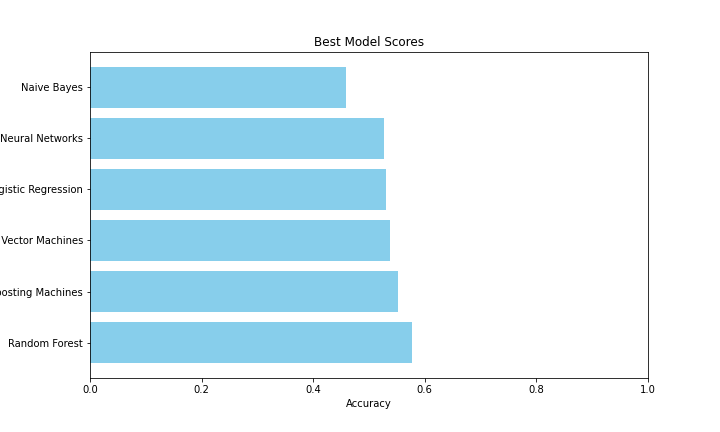 Best Model Scores
Naive Bayes
Neural Networks
gistic Regression
Vector Machines
osting Machines
Random Forest
0.0 0.2 0.4 0.6 0.8 1.0
Accuracy